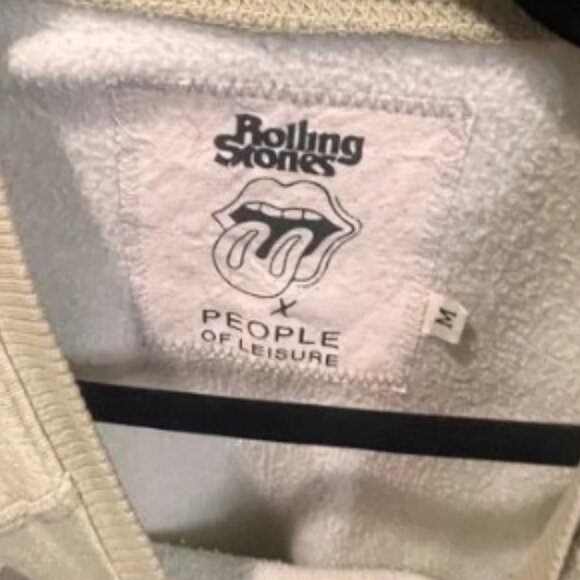 Rolling
Stones
X
PEOPLE
OF LEISURE
M